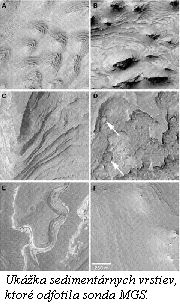 A
B
C
D
E
F
Ukážka sedimentárnych vrstiev,
ktoré odfotila sonda MGS.